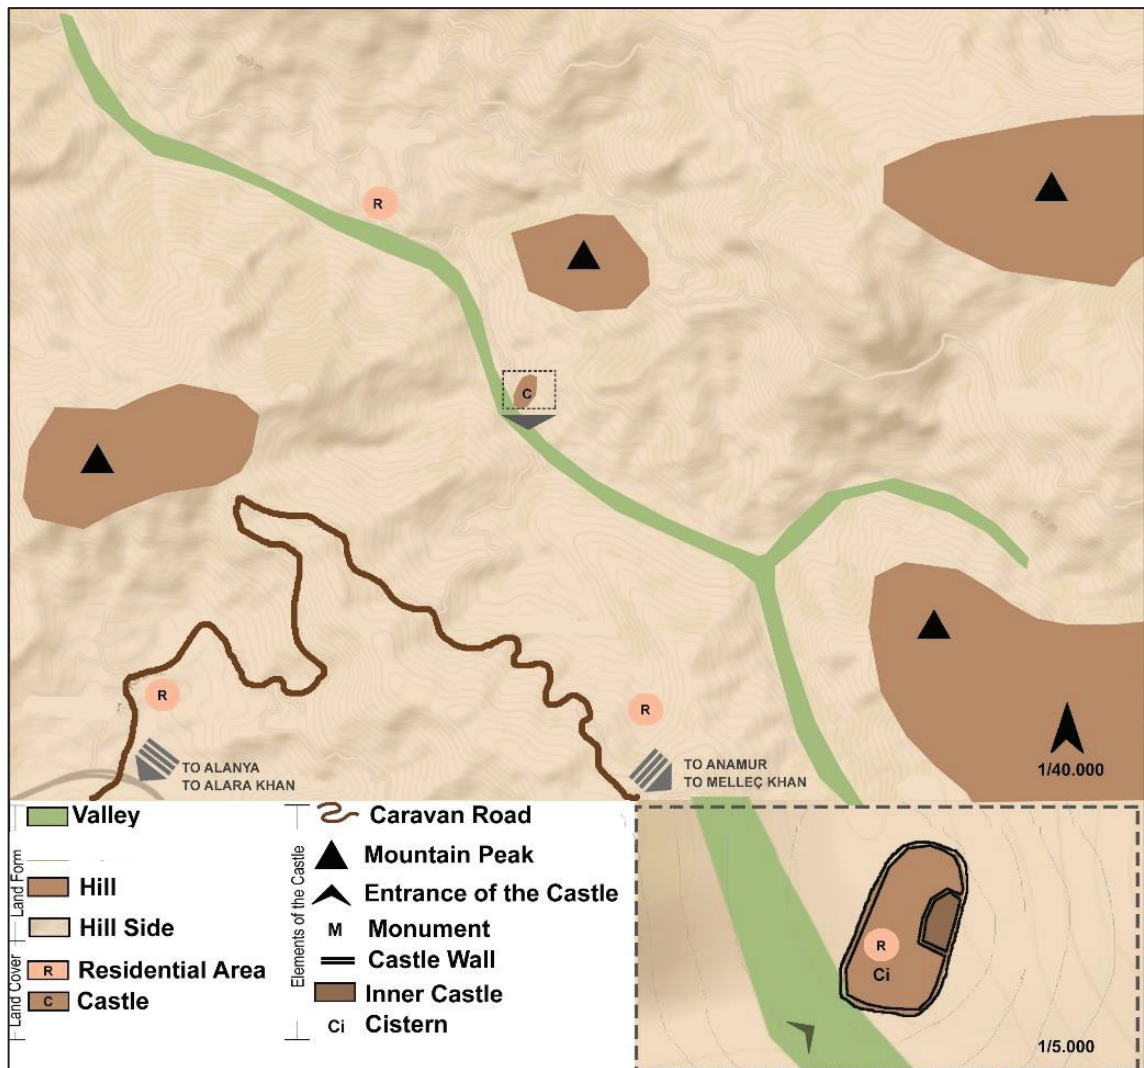 400 m
R
C
600 m
R
R
TO ALANYA
TO ALARA KHAN
TO ANAMUR
TO MELLEÇ KHAN
1/40.000
Land Form
Valley
Hill
Hill Side
Land Cover
R Residential Area
C Castle
Elements of the Castle
Caravan Road
Mountain Peak
Entrance of the Castle
M Monument
Castle Wall
Inner Castle
Ci Cistern
R
Ci
1/5.000